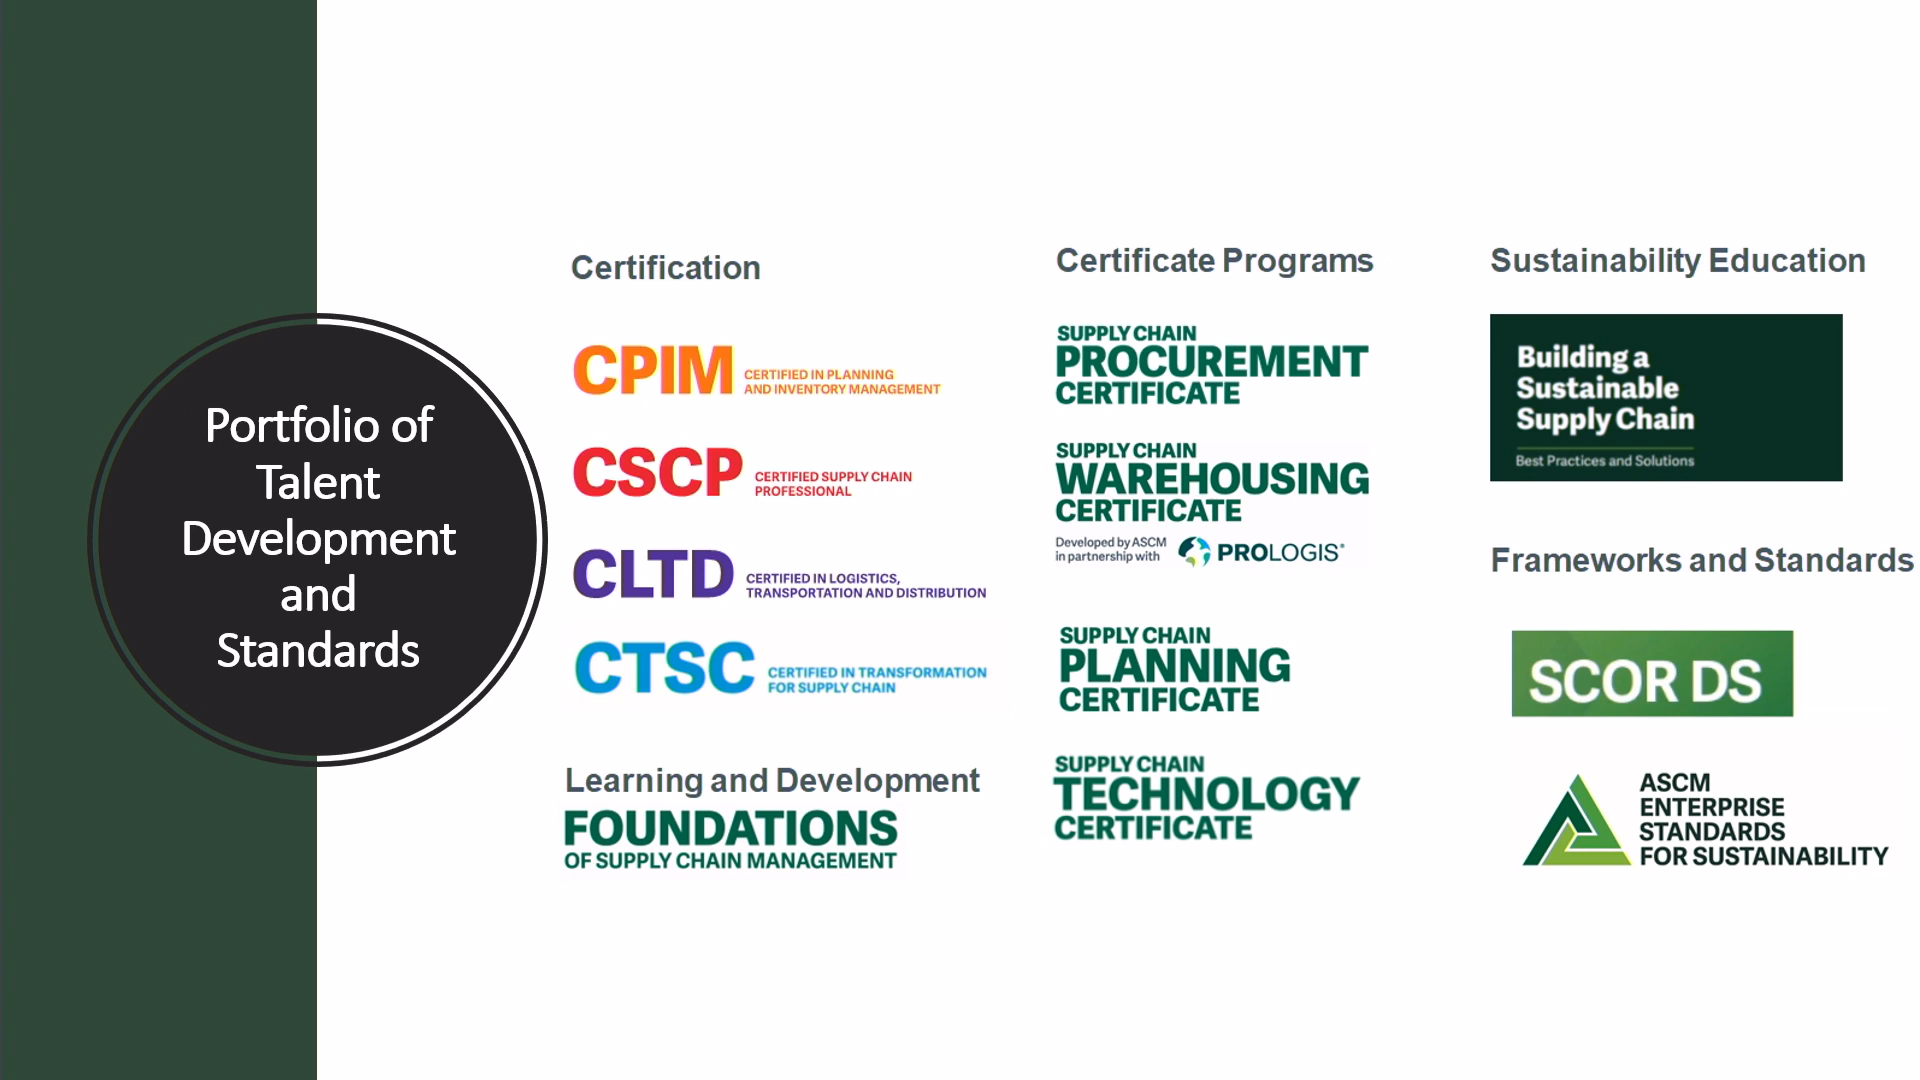 Portfolio of
Talent
Development
and
Standards
Certification
CPIM CERTIFIED IN PLANNING
AND INVENTORY MANAGEMENT
CSCP CERTIFIED SUPPLY CHAIN
PROFESSIONAL
CLTD CERTIFIED IN LOGISTICS,
TRANSPORTATION AND DISTRIBUTION
CTSC CERTIFIED IN TRANSFORMATION
FOR SUPPLY CHAIN
Learning and Development
FOUNDATIONS
OF SUPPLY CHAIN MANAGEMENT
Certificate Programs
SUPPLY CHAIN
PROCUREMENT
CERTIFICATE
SUPPLY CHAIN
WAREHOUSING
CERTIFICATE
Developed by ASCM
in partnership with
PROLOGIS®
SUPPLY CHAIN
PLANNING
CERTIFICATE
SUPPLY CHAIN
TECHNOLOGY
CERTIFICATE
Sustainability Education
Building a
Sustainable
Supply Chain
Best Practices and Solutions
Frameworks and Standards
SCOR DS
ASCM
ENTERPRISE
STANDARDS
FOR SUSTAINABILITY